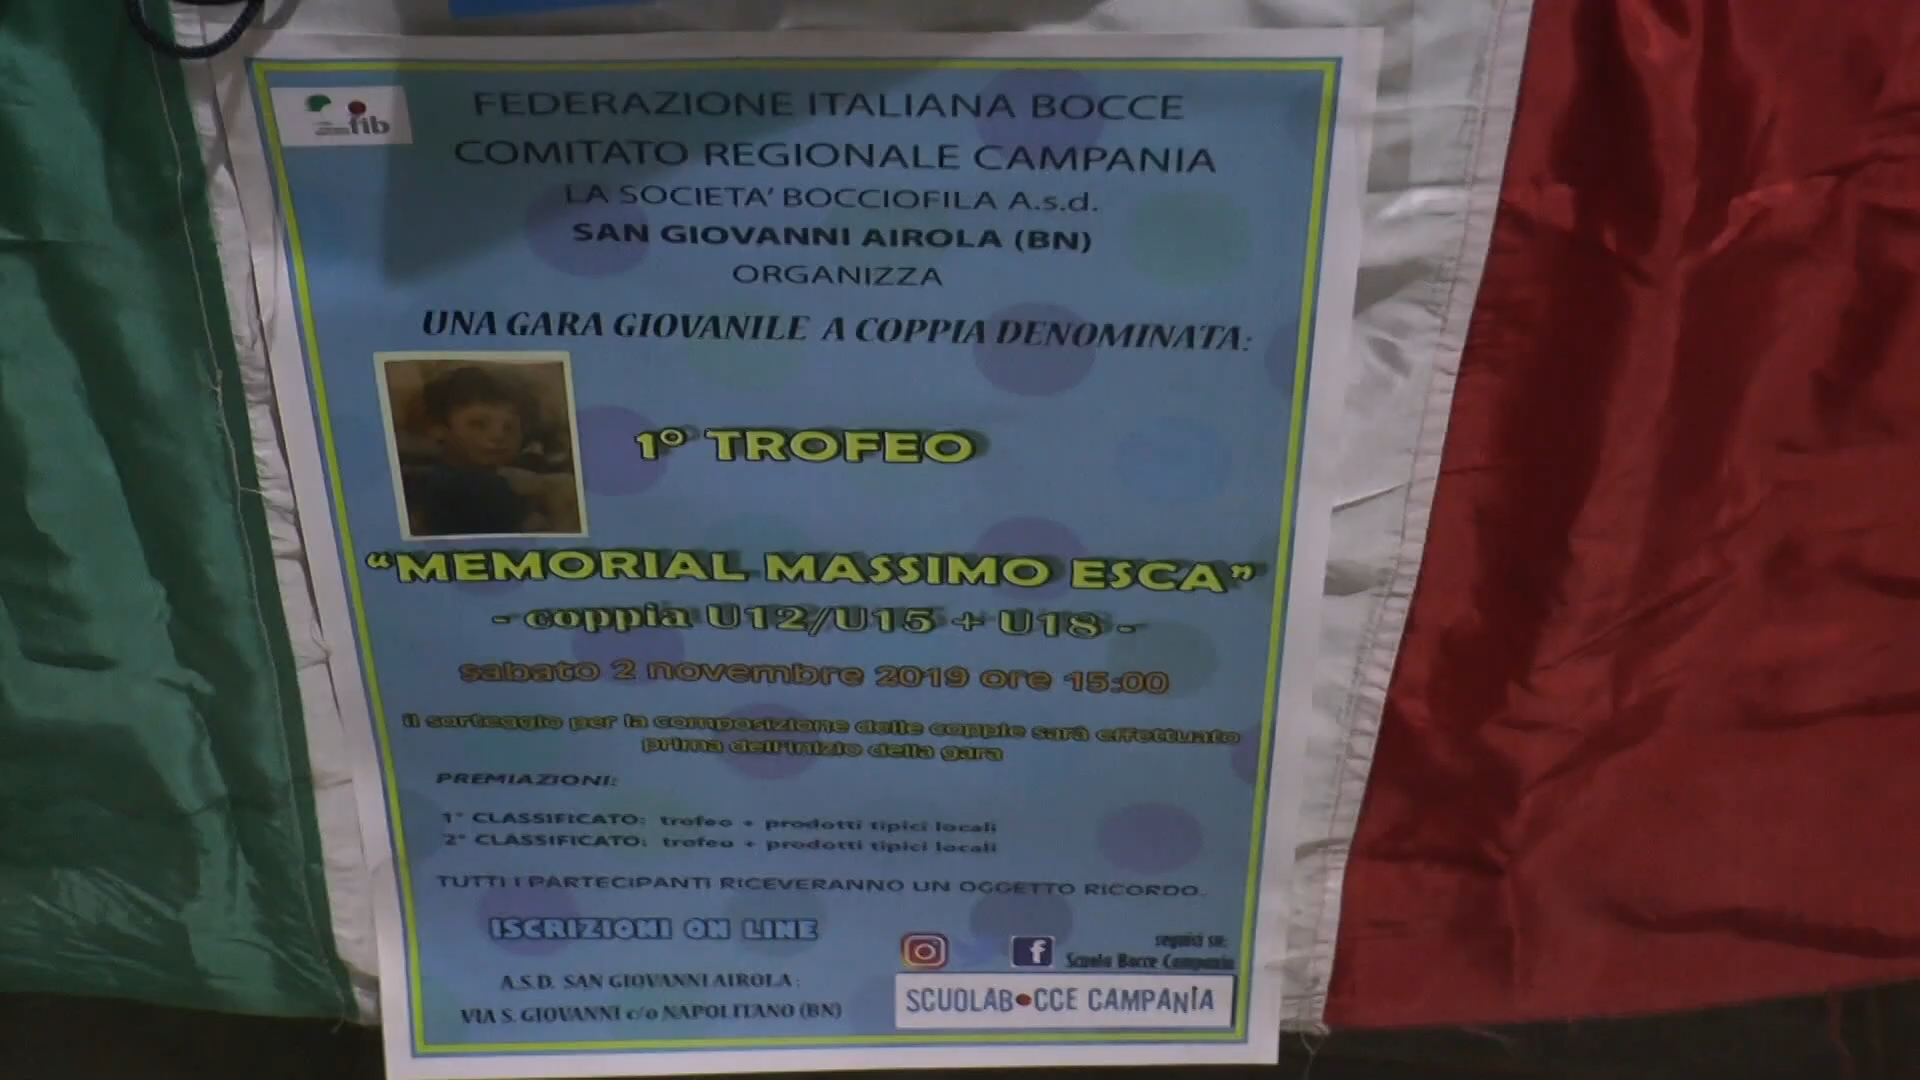 fib
FEDERAZIONE ITALIANA BOCCE
COMITATO REGIONALE CAMPANIA
LA SOCIETA' BOCCIOFILA A.s.d.
SAN GIOVANNI AIROLA (BN)
ORGANIZZA
UNA GARA GIOVANILE A COPPIA DENOMINATA:
1° TROFEO
"MEMORIAL MASSIMO ESCA"
- coppia U12/U15 + U18 -
sabato 2 novembre 2019 ore 15:00
il sorteggio per la composizione delle coppie sarà effettuato
prima dell'inizio della gara
PREMIAZIONI:
1° CLASSIFICATO: trofeo + prodotti tipici locali
2° CLASSIFICATO: trofeo + prodotti tipici locali
TUTTI I PARTECIPANTI RICEVERANNO UN OGGETTO RICORDO.
ISCRIZIONI ON LINE
seguici su:
Scuola Bocce Campania
A.S.D. SAN GIOVANNI AIROLA :
VIA S. GIOVANNI c/o NAPOLITANO (BN)
SCUOLAB●CCE CAMPANIA